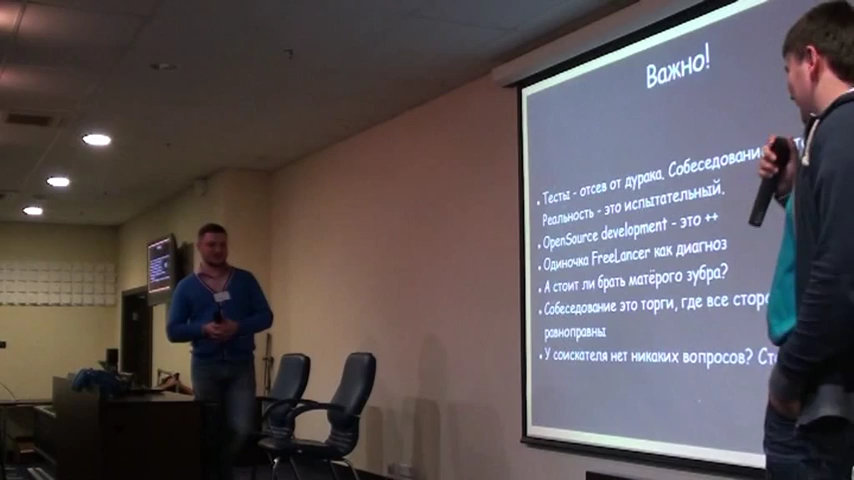 Важно!
Тесты - отсев от дурака. Собеседовани
Реальность - это испытательный.
OpenSource development - это ++
Одиночка FreeLancer как диагноз
А стоит ли брать матёрого зубра?
Собеседование это торги, где все стор
равноправны
У соискателя нет никаких вопросов? Ст